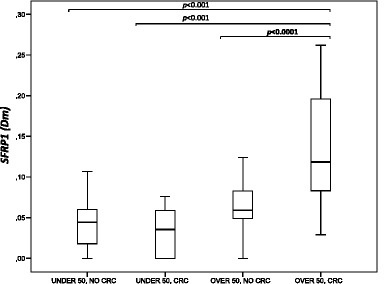 p<0.001
p<0.001
p<0.0001
,30
,25
,20
,15
,10
,05
,00
SFRP1 (Dm)
UNDER 50, NO CRC
UNDER 50, CRC
OVER 50, NO CRC
OVER 50, CRC